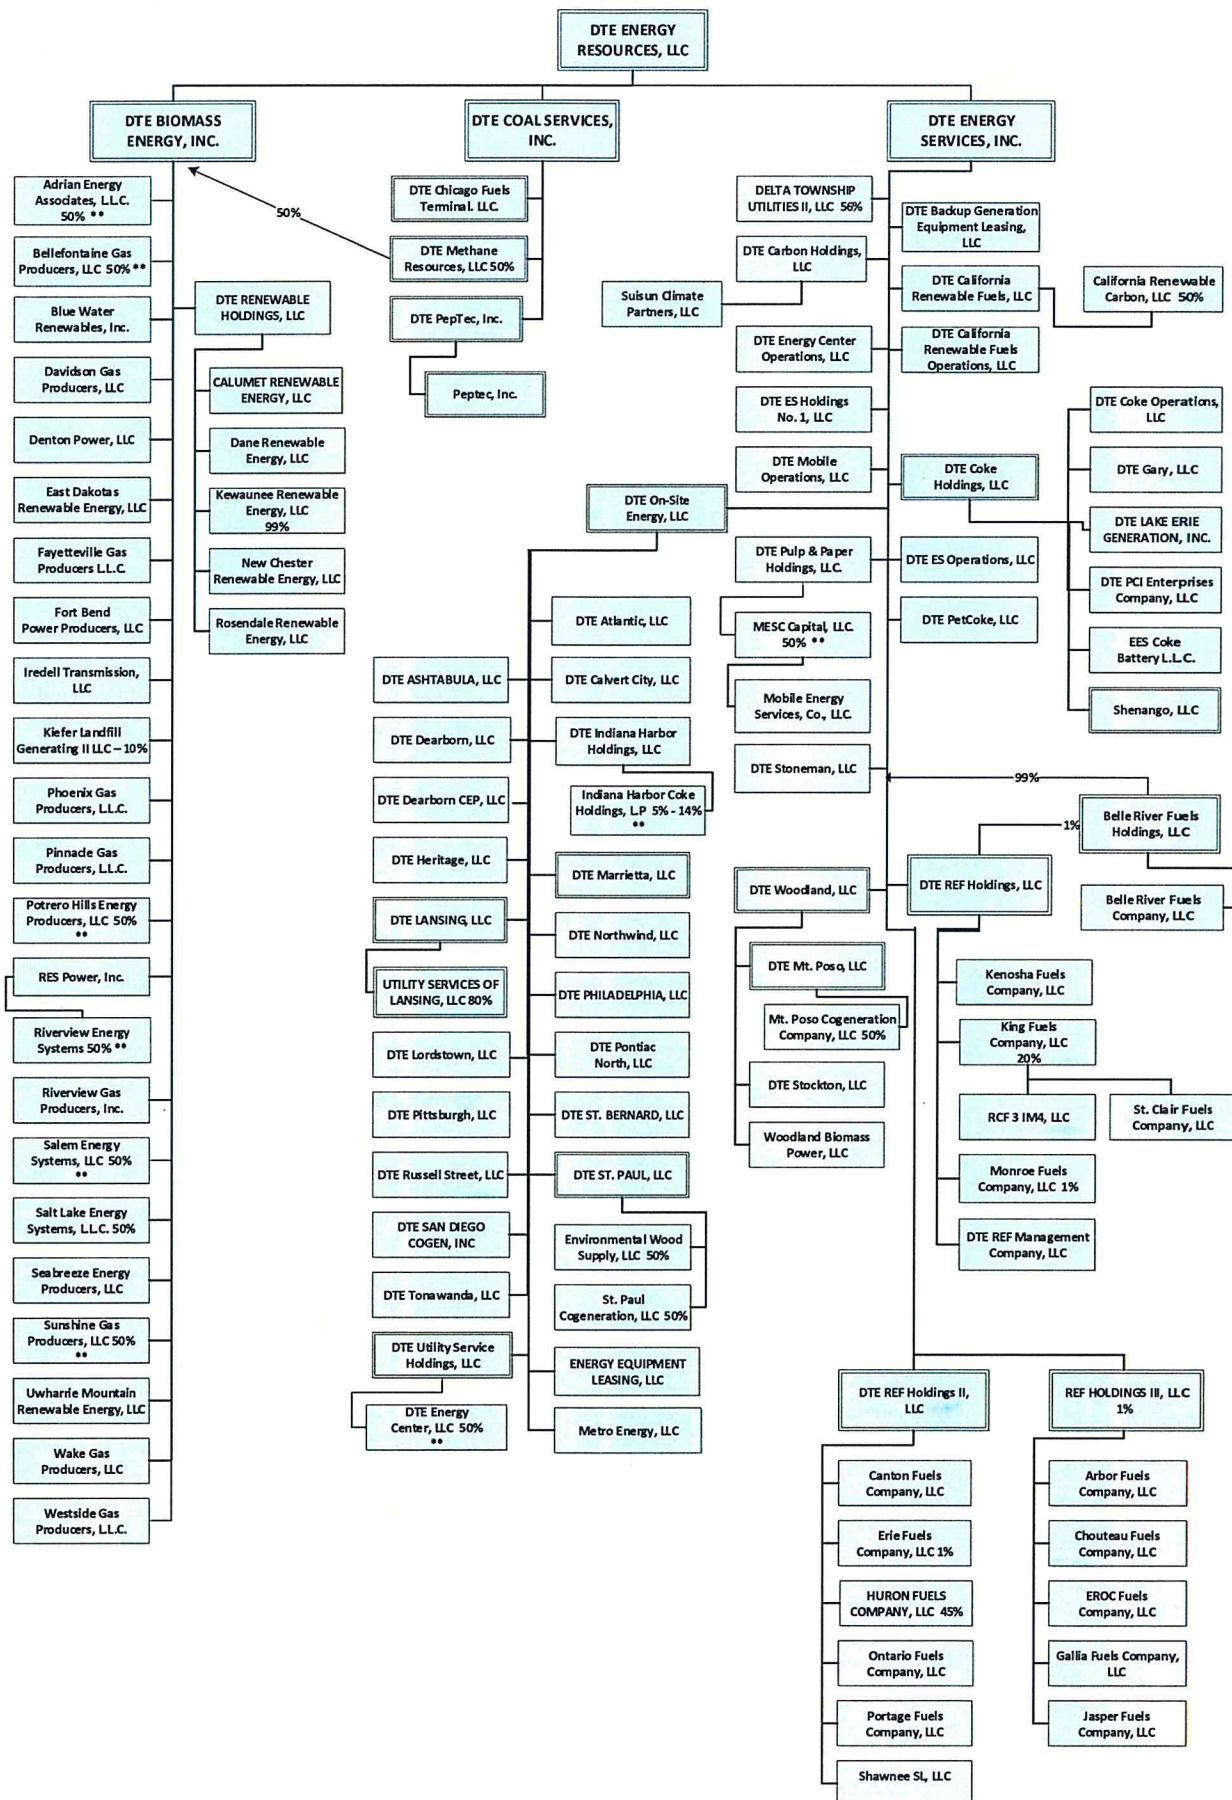 DTE ENERGY
RESOURCES, LLC
DTE BIOMASS
ENERGY, INC.
DTE COAL SERVICES,
INC.
DTE ENERGY
SERVICES, INC.
Adrian Energy
Associates, L.L.C.
50% **
Bellefontaine Gas
Producers, LLC 50% **
Blue Water
Renewables, Inc.
Davidson Gas
Producers, LLC
Denton Power, LLC
East Dakotas
Renewable Energy, LLC
Fayetteville Gas
Producers L.L.C.
Fort Bend
Power Producers, LLC
Iredell Transmission,
LLC
Kiefer Landfill
Generating II LLC – 10%
Phoenix Gas
Producers, L.L.C.
Pinnacle Gas
Producers, L.L.C.
Potrero Hills Energy
Producers, LLC 50%
**
RES Power, Inc.
Riverview Energy
Systems 50% **
Riverview Gas
Producers, Inc.
Salem Energy
Systems, LLC 50%
**
Salt Lake Energy
Systems, L.L.C. 50%
Seabreeze Energy
Producers, LLC
Sunshine Gas
Producers, LLC 50%
**
Uwharrie Mountain
Renewable Energy, LLC
Wake Gas
Producers, LLC
Westside Gas
Producers, L.L.C.
DTE RENEWABLE
HOLDINGS, LLC
CALUMET RENEWABLE
ENERGY, LLC
Dane Renewable
Energy, LLC
Kewaunee Renewable
Energy, LLC
99%
New Chester
Renewable Energy, LLC
Rosendale Renewable
Energy, LLC
50%
DTE Chicago Fuels
Terminal. LLC.
DTE Methane
Resources, LLC 50%
DTE PepTec, Inc.
Peptec, Inc.
DELTA TOWNSHIP
UTILITIES II, LLC 56%
DTE Backup Generation
Equipment Leasing,
LLC
DTE Carbon Holdings,
LLC
Suisun Climate
Partners, LLC
DTE California
Renewable Fuels, LLC
California Renewable
Carbon, LLC 50%
DTE Energy Center
Operations, LLC
DTE California
Renewable Fuels
Operations, LLC
DTE ES Holdings
No. 1, LLC
DTE Mobile
Operations, LLC
DTE Coke
Holdings, LLC
DTE Coke Operations,
LLC
DTE Gary, LLC
DTE LAKE ERIE
GENERATION, INC.
DTE PCI Enterprises
Company, LLC
EES Coke
Battery L.L.C.
Shenango, LLC
DTE On-Site
Energy, LLC
DTE Pulp & Paper
Holdings, LLC.
DTE ES Operations, LLC
MESC Capital, LLC.
50% **
DTE PetCoke, LLC
Mobile Energy
Services, Co., LLC.
DTE Stoneman, LLC
99%
1%
Belle River Fuels
Holdings, LLC
Belle River Fuels
Company, LLC
DTE Woodland, LLC
DTE REF Holdings, LLC
DTE Mt. Poso, LLC
Mt. Poso Cogeneration
Company, LLC 50%
DTE Stockton, LLC
Woodland Biomass
Power, LLC
Kenosha Fuels
Company, LLC
King Fuels
Company, LLC
20%
RCF 3 IM4, LLC
St. Clair Fuels
Company, LLC
Monroe Fuels
Company, LLC 1%
DTE REF Management
Company, LLC
DTE Atlantic, LLC
DTE ASHTABULA, LLC
DTE Calvert City, LLC
DTE Dearborn, LLC
DTE Indiana Harbor
Holdings, LLC
DTE Dearborn CEP, LLC
Indiana Harbor Coke
Holdings, L.P 5% - 14%
**
DTE Heritage, LLC
DTE Marrietta, LLC
DTE LANSING, LLC
DTE Northwind, LLC
UTILITY SERVICES OF
LANSING, LLC 80%
DTE PHILADELPHIA, LLC
DTE Lordstown, LLC
DTE Pontiac
North, LLC
DTE Pittsburgh, LLC
DTE ST. BERNARD, LLC
DTE Russell Street, LLC
DTE ST. PAUL, LLC
DTE SAN DIEGO
COGEN, INC
Environmental Wood
Supply, LLC 50%
DTE Tonawanda, LLC
St. Paul
Cogeneration, LLC 50%
DTE Utility Service
Holdings, LLC
ENERGY EQUIPMENT
LEASING, LLC
DTE Energy
Center, LLC 50%
**
Metro Energy, LLC
DTE REF Holdings II,
LLC
REF HOLDINGS III, LLC
1%
Canton Fuels
Company, LLC
Erie Fuels
Company, LLC 1%
HURON FUELS
COMPANY, LLC 45%
Ontario Fuels
Company, LLC
Portage Fuels
Company, LLC
Shawnee SL, LLC
Arbor Fuels
Company, LLC
Chouteau Fuels
Company, LLC
EROC Fuels
Company, LLC
Gallia Fuels Company,
LLC
Jasper Fuels
Company, LLC